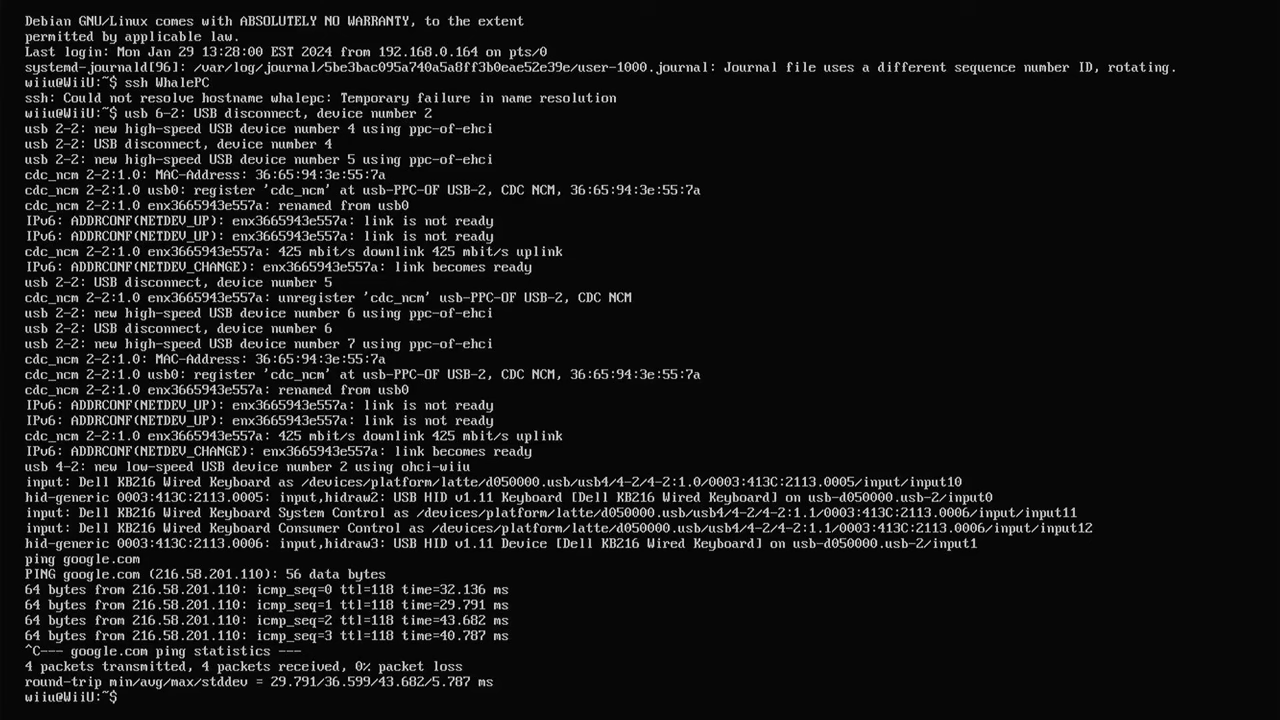 Debian GNU/Linux comes with ABSOLUTELY NO WARRANTY, to the extent
permitted by applicable law.
Last login: Mon Jan 29 13:28:00 EST 2024 from 192.168.0.164 on pts/0
systemd-journald[96]: /var/log/journal/5be3bac095a740a5a8ff3b0eae52e39e/user-1000.journal: Journal file uses a different sequence number ID, rotating.
wiiu@WiiU:~$ ssh WhalePC
ssh: Could not resolve hostname whalepc: Temporary failure in name resolution
wiiu@WiiU:~$ usb 6-2: USB disconnect, device number 2
usb 2-2: new high-speed USB device number 4 using ppc-of-ehci
usb 2-2: USB disconnect, device number 4
usb 2-2: new high-speed USB device number 5 using ppc-of-ehci
cdc_ncm 2-2:1.0: MAC-Address: 36:65:94:3e:55:7a
cdc_ncm 2-2:1.0 usb0: register 'cdc_ncm' at usb-PPC-OF USB-2, CDC NCM, 36:65:94:3e:55:7a
cdc_ncm 2-2:1.0 enx3665943e557a: renamed from usb0
IPv6: ADDRCONF(NETDEV_UP): enx3665943e557a: link is not ready
IPv6: ADDRCONF(NETDEV_UP): enx3665943e557a: link is not ready
cdc_ncm 2-2:1.0 enx3665943e557a: 425 mbit/s downlink 425 mbit/s uplink
IPv6: ADDRCONF(NETDEV_CHANGE): enx3665943e557a: link becomes ready
usb 2-2: USB disconnect, device number 5
cdc_ncm 2-2:1.0 enx3665943e557a: unregister 'cdc_ncm' usb-PPC-OF USB-2, CDC NCM
usb 2-2: new high-speed USB device number 6 using ppc-of-ehci
usb 2-2: USB disconnect, device number 6
usb 2-2: new high-speed USB device number 7 using ppc-of-ehci
cdc_ncm 2-2:1.0: MAC-Address: 36:65:94:3e:55:7a
cdc_ncm 2-2:1.0 usb0: register 'cdc_ncm' at usb-PPC-OF USB-2, CDC NCM, 36:65:94:3e:55:7a
cdc_ncm 2-2:1.0 enx3665943e557a: renamed from usb0
IPv6: ADDRCONF(NETDEV_UP): enx3665943e557a: link is not ready
IPv6: ADDRCONF(NETDEV_UP): enx3665943e557a: link is not ready
cdc_ncm 2-2:1.0 enx3665943e557a: 425 mbit/s downlink 425 mbit/s uplink
IPv6: ADDRCONF(NETDEV_CHANGE): enx3665943e557a: link becomes ready
usb 4-2: new low-speed USB device number 2 using ohci-wiiu
input: Dell KB216 Wired Keyboard as /devices/platform/latte/d050000.usb/usb4/4-2/4-2:1.0/0003:413C:2113.0005/input/input10
hid-generic 0003:413C:2113.0005: input,hidraw2: USB HID v1.11 Keyboard [Dell KB216 Wired Keyboard] on usb-d050000.usb-2/input0
input: Dell KB216 Wired Keyboard System Control as /devices/platform/latte/d050000.usb/usb4/4-2/4-2:1.1/0003:413C:2113.0006/input/input11
input: Dell KB216 Wired Keyboard Consumer Control as /devices/platform/latte/d050000.usb/usb4/4-2/4-2:1.1/0003:413C:2113.0006/input/input12
hid-generic 0003:413C:2113.0006: input,hidraw3: USB HID v1.11 Device [Dell KB216 Wired Keyboard] on usb-d050000.usb-2/input1
ping google.com
PING google.com (216.58.201.110): 56 data bytes
64 bytes from 216.58.201.110: icmp_seq=0 ttl=118 time=32.136 ms
64 bytes from 216.58.201.110: icmp_seq=1 ttl=118 time=29.791 ms
64 bytes from 216.58.201.110: icmp_seq=2 ttl=118 time=43.682 ms
64 bytes from 216.58.201.110: icmp_seq=3 ttl=118 time=40.787 ms
^C--- google.com ping statistics ---
4 packets transmitted, 4 packets received, 0% packet loss
round-trip min/avg/max/stddev = 29.791/36.599/43.682/5.787 ms
wiiu@WiiU:~$